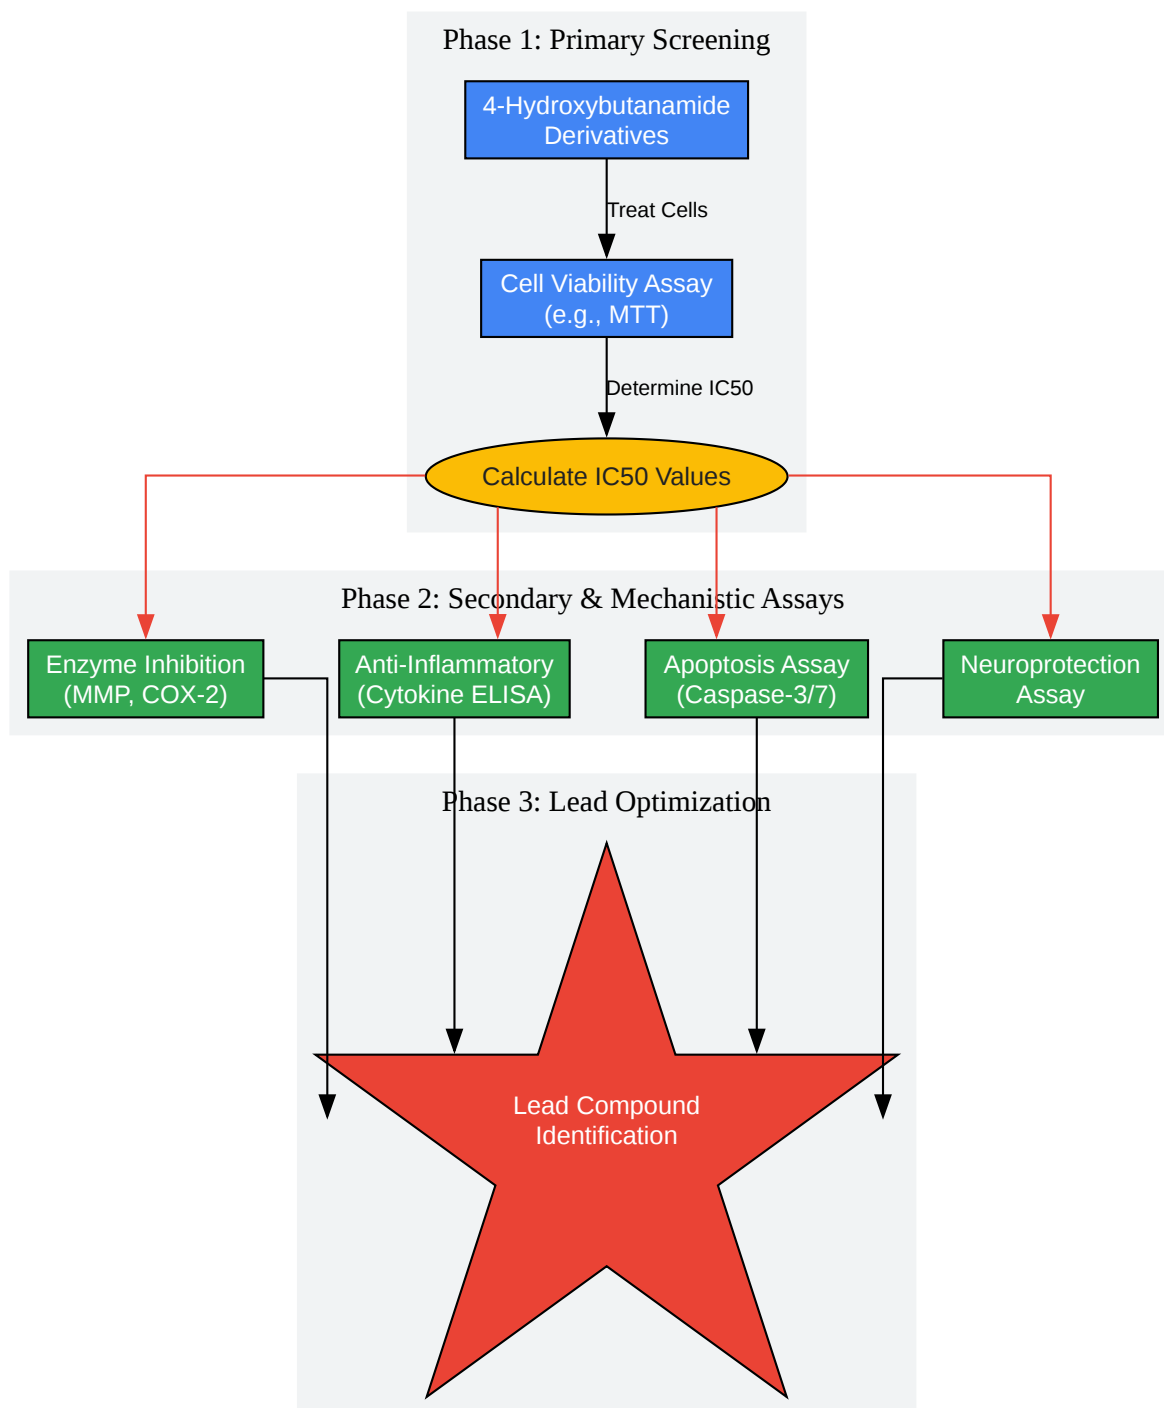 Phase 1: Primary Screening
4-Hydroxybutanamide
Derivatives
Treat Cells
Cell Viability Assay
(e.g., MTT)
Determine IC50
Calculate IC50 Values
Phase 2: Secondary & Mechanistic Assays
Enzyme Inhibition
(MMP, COX-2)
Anti-Inflammatory
(Cytokine ELISA)
Apoptosis Assay
(Caspase-3/7)
Neuroprotection
Assay
Phase 3: Lead Optimization
Lead Compound
Identification